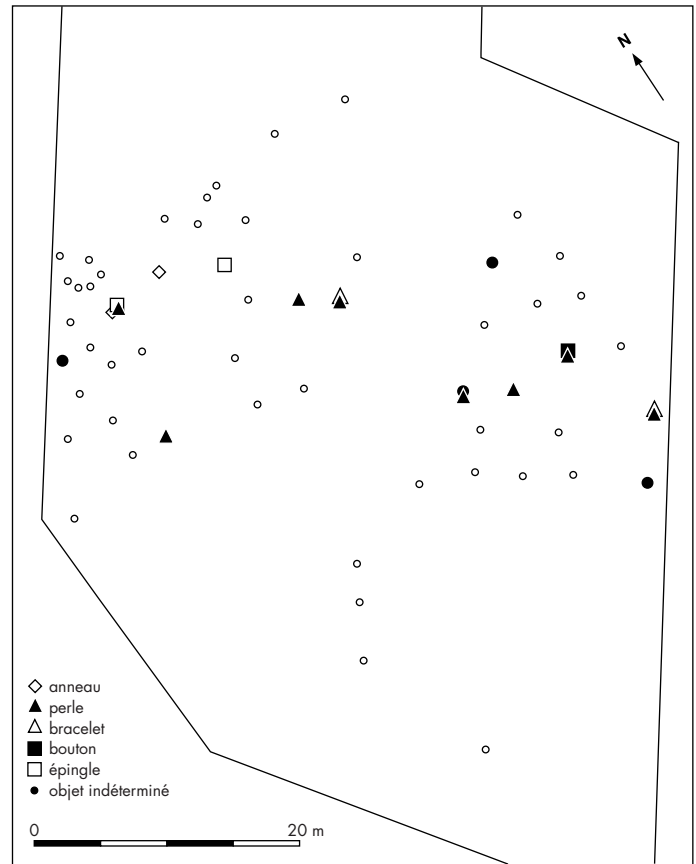 N
anneau
perle
bracelet
bouton
épingle
objet indéterminé
0 20 m